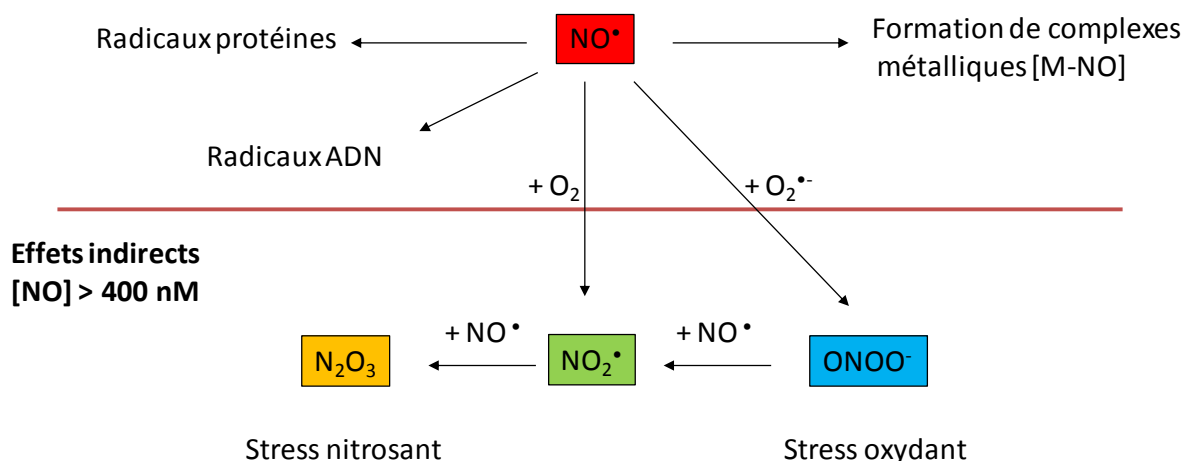 Radicaux protéines
NO•
Formation de complexes
métalliques [M-NO]
Radicaux ADN
+ O₂
+ O₂•-
Effets indirects
[NO] > 400 nM
+ NO •
+ NO •
N₂O₃
NO₂•
ONOO⁻
Stress nitrosant
Stress oxydant